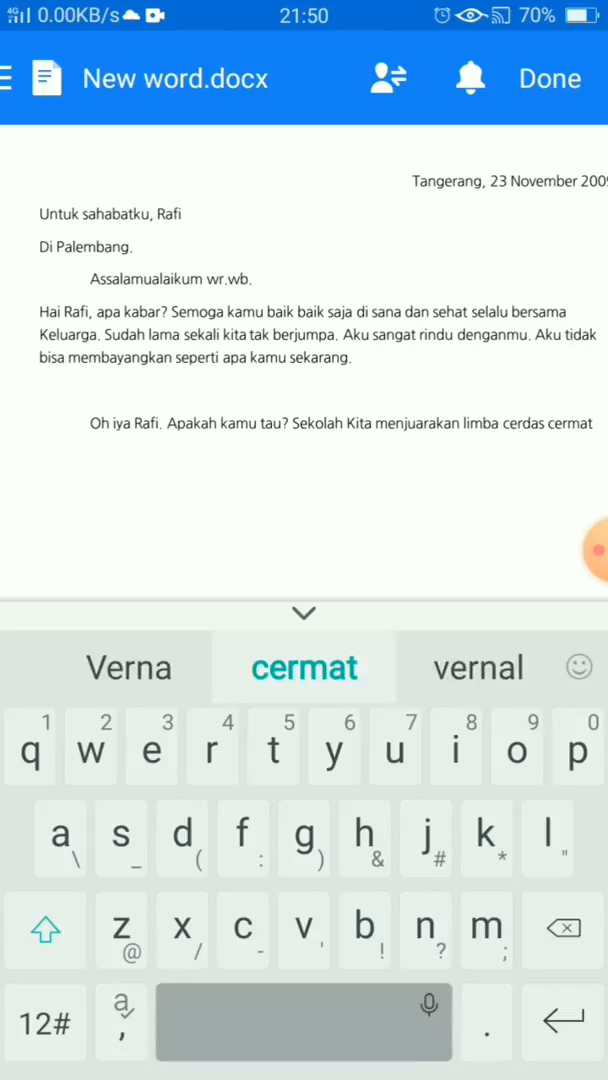 4G 0.00KB/s 21:50 70%
New word.docx Done
Tangerang, 23 November 2009
Untuk sahabatku, Rafi
Di Palembang.
Assalamualaikum wr.wb.
Hai Rafi, apa kabar? Semoga kamu baik baik saja di sana dan sehat selalu bersama
Keluarga. Sudah lama sekali kita tak berjumpa. Aku sangat rindu denganmu. Aku tidak
bisa membayangkan seperti apa kamu sekarang.
Oh iya Rafi. Apakah kamu tau? Sekolah Kita menjuarakan limba cerdas cermat
Verna cermat vernal
1 2 3 4 5 6 7 8 9 0
q w e r t y u i o p
a s d f g h j k l
\ _ ( : ) & # * "
z x c v b n m
@ / - ' ! ? ;
12# a , .